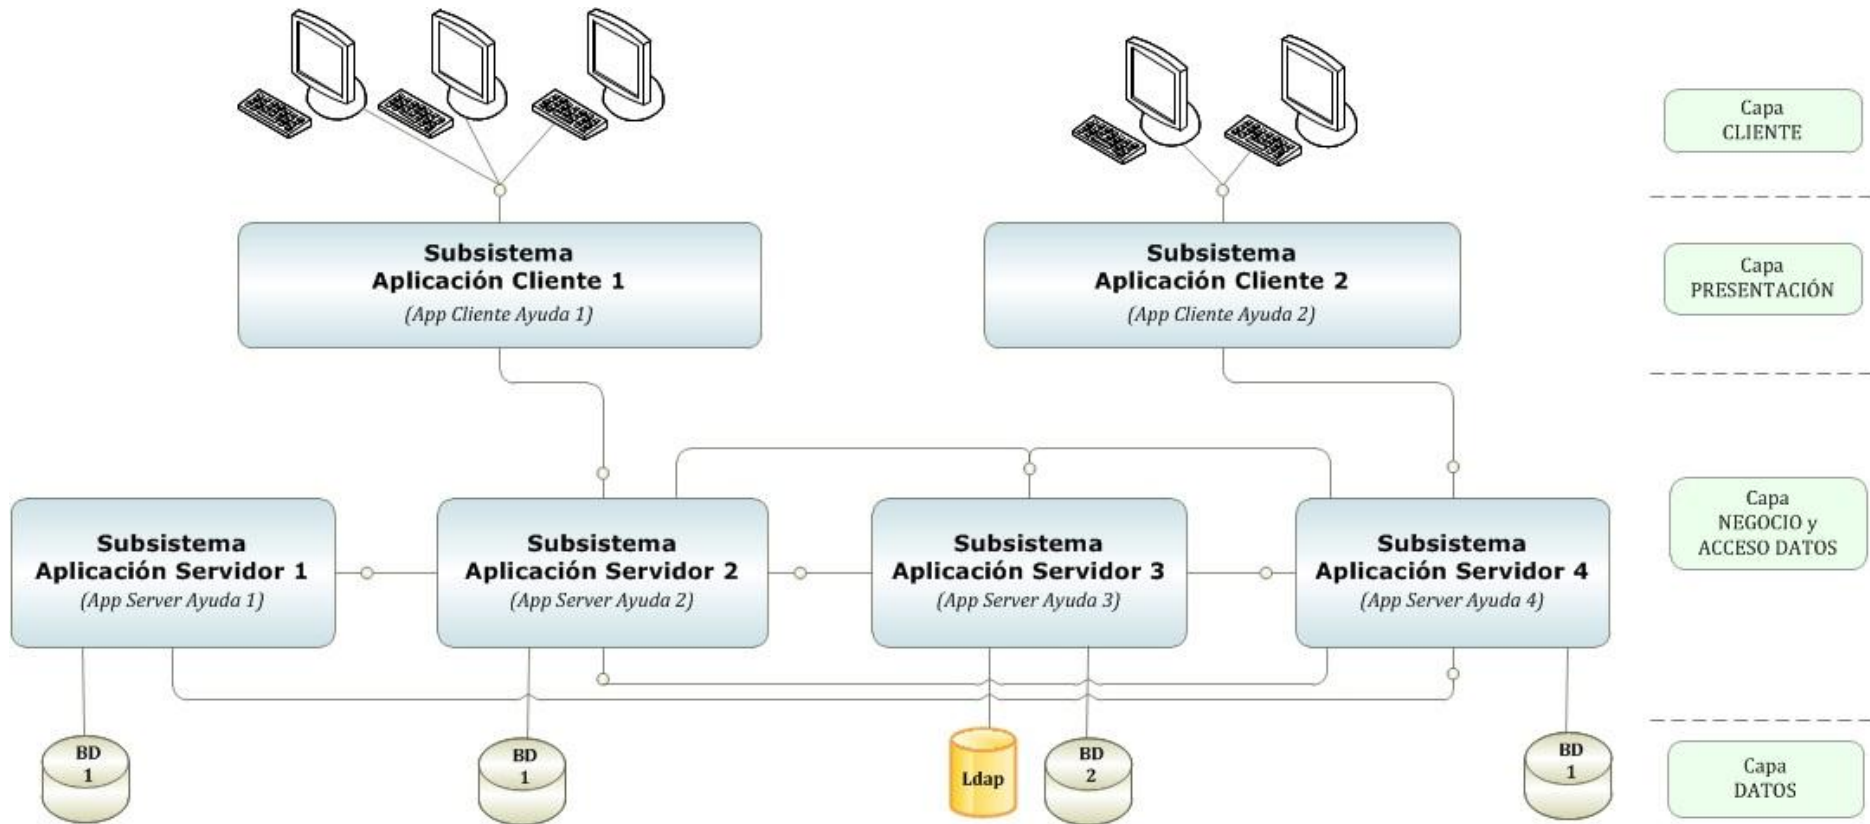 Capa
CLIENTE
Subsistema
Aplicación Cliente 1
(App Cliente Ayuda 1)
Subsistema
Aplicación Cliente 2
(App Cliente Ayuda 2)
Capa
PRESENTACIÓN
Subsistema
Aplicación Servidor 1
(App Server Ayuda 1)
Subsistema
Aplicación Servidor 2
(App Server Ayuda 2)
Subsistema
Aplicación Servidor 3
(App Server Ayuda 3)
Subsistema
Aplicación Servidor 4
(App Server Ayuda 4)
Capa
NEGOCIO y
ACCESO DATOS
BD
1
BD
1
Ldap
BD
2
BD
1
Capa
DATOS